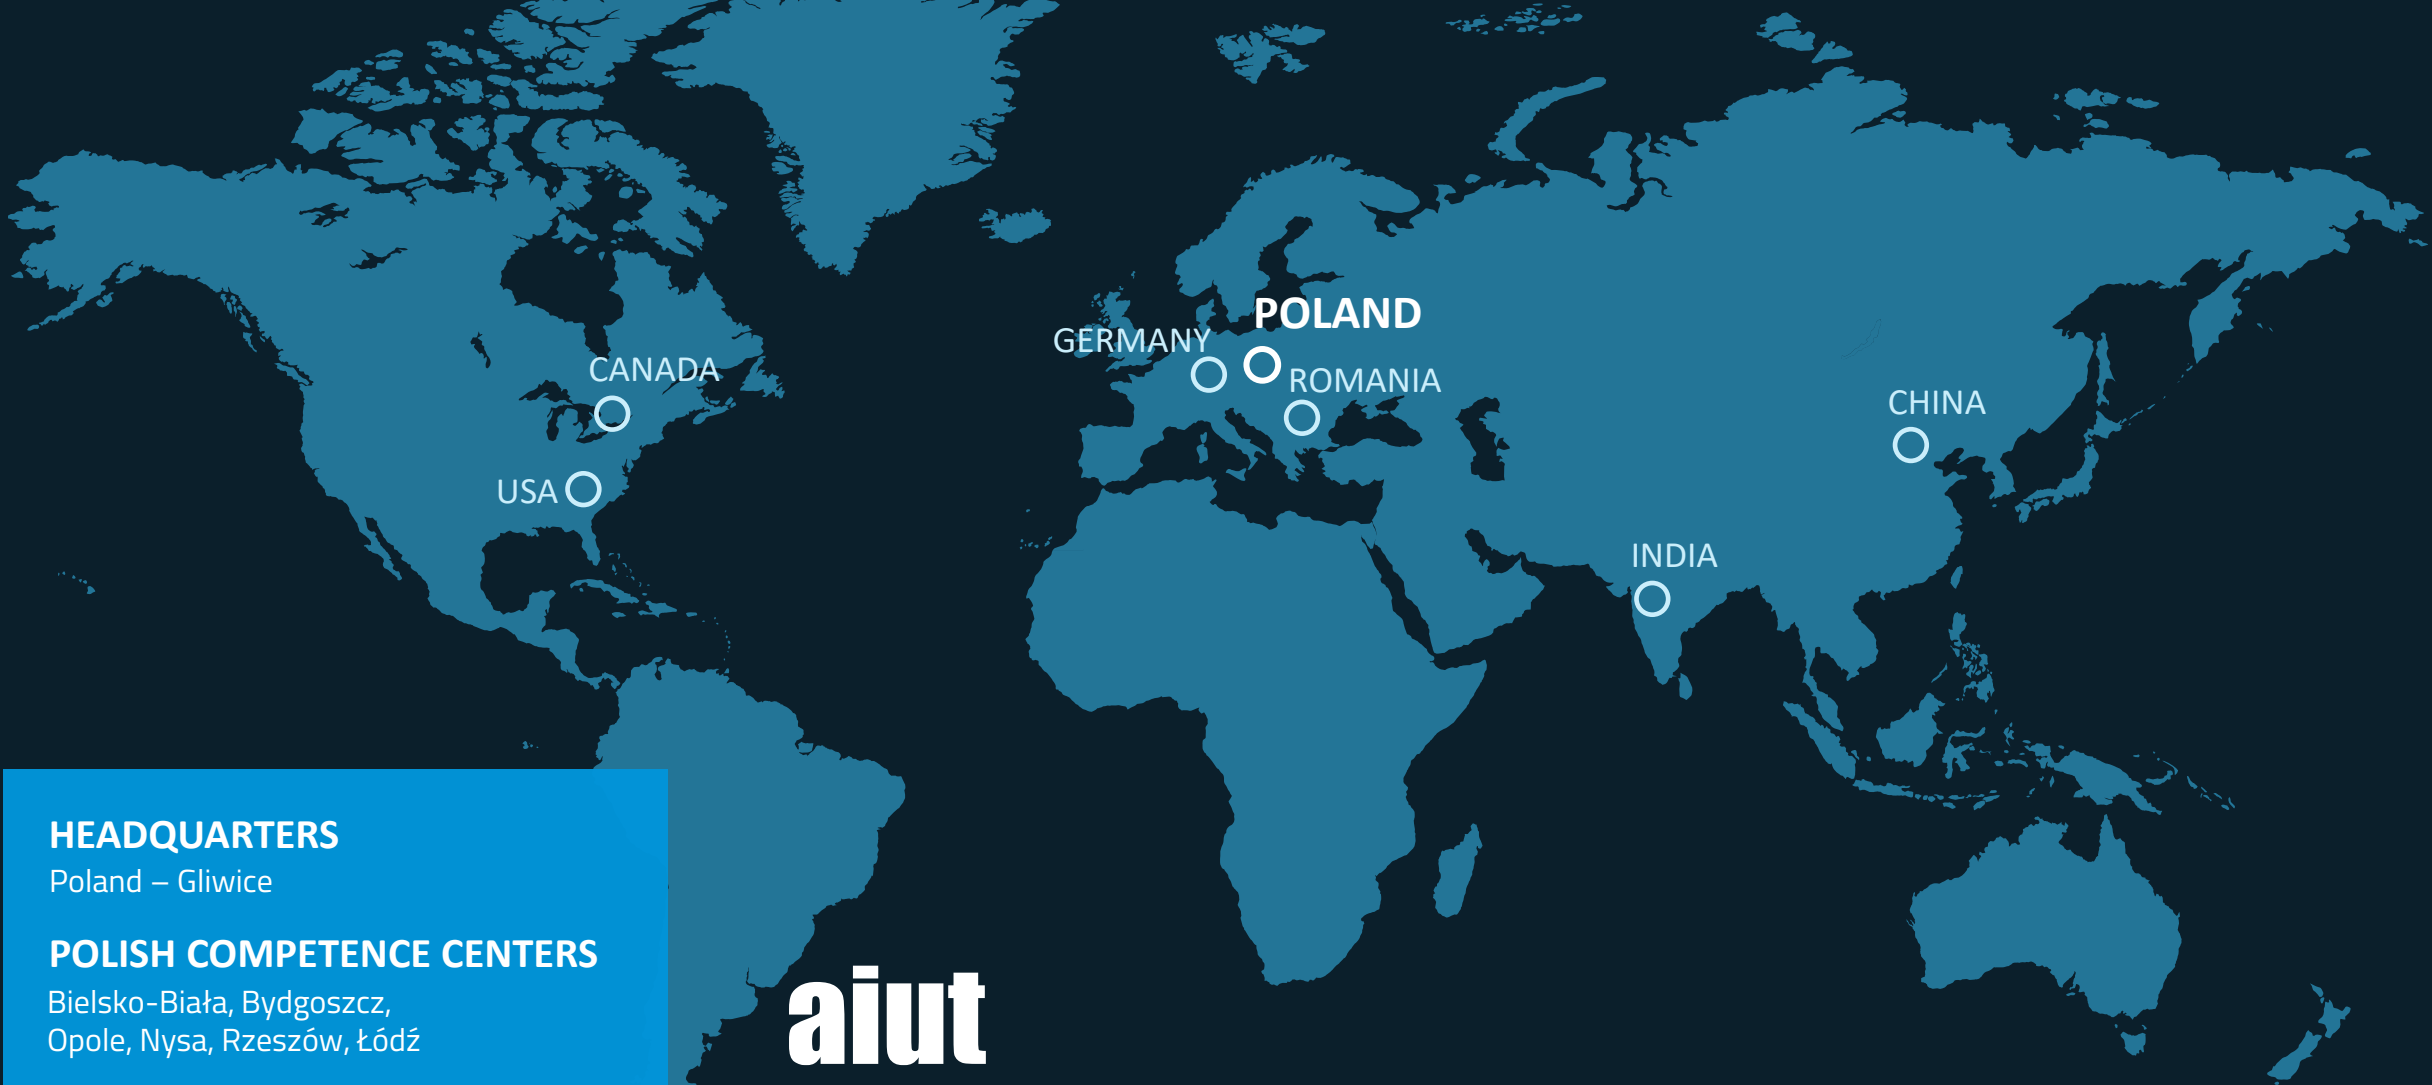 POLAND
GERMANY
CANADA
ROMANIA
CHINA
USA
INDIA
HEADQUARTERS
Poland – Gliwice
POLISH COMPETENCE CENTERS
Bielsko-Biała, Bydgoszcz,
Opole, Nysa, Rzeszów, Łódź
aiut